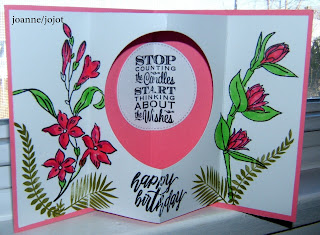 joanne/jojot
STOP
COUNTING
the Candles
START
THINKING
ABOUT
the Wishes
happy
birthday